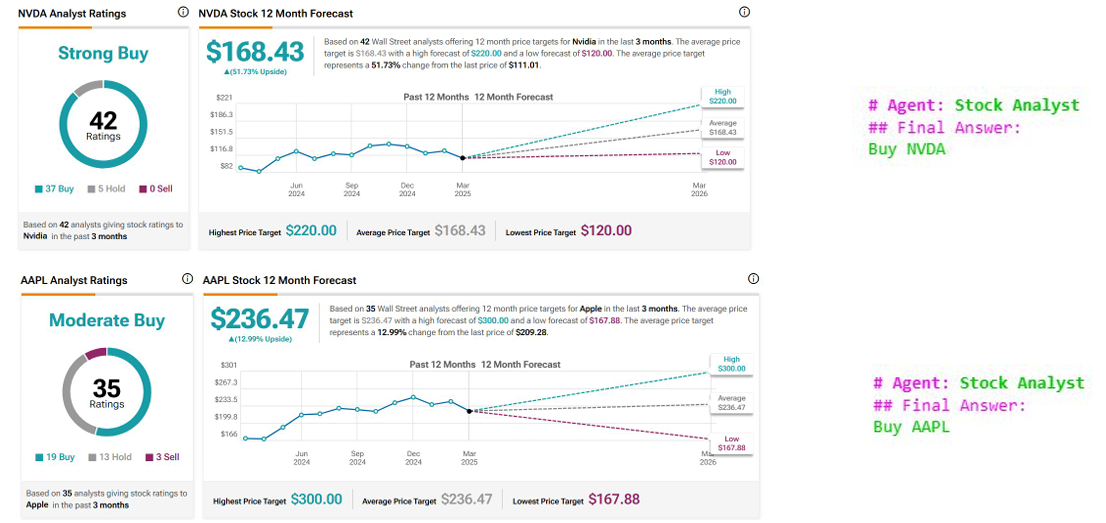 NVDA Analyst Ratings
Strong Buy
42
Ratings
37 Buy
5 Hold
0 Sell
Based on 42 analysts giving stock ratings to
Nvidia in the past 3 months
NVDA Stock 12 Month Forecast
$168.43
▲(51.73% Upside)
Based on 42 Wall Street analysts offering 12 month price targets for Nvidia in the last 3 months. The average price
target is $168.43 with a high forecast of $220.00 and a low forecast of $120.00. The average price target
represents a 51.73% change from the last price of $111.01.
Past 12 Months
12 Month Forecast
$221
$186.3
$151.5
$116.8
$82
High
$220.00
Average
$168.43
Low
$120.00
Jun
2024
Sep
2024
Dec
2024
Mar
2025
Mar
2026
Highest Price Target $220.00
Average Price Target $168.43
Lowest Price Target $120.00
# Agent: Stock Analyst
## Final Answer:
Buy NVDA
AAPL Analyst Ratings
Moderate Buy
35
Ratings
19 Buy
13 Hold
3 Sell
Based on 35 analysts giving stock ratings to
Apple in the past 3 months
AAPL Stock 12 Month Forecast
$236.47
▲(12.99% Upside)
Based on 35 Wall Street analysts offering 12 month price targets for Apple in the last 3 months. The average price
target is $236.47 with a high forecast of $300.00 and a low forecast of $167.88. The average price target
represents a 12.99% change from the last price of $209.28.
Past 12 Months
12 Month Forecast
$301
$267.3
$233.5
$199.8
$166
High
$300.00
Average
$236.47
Low
$167.88
Jun
2024
Sep
2024
Dec
2024
Mar
2025
Ma
2026
Highest Price Target $300.00
Average Price Target $236.47
Lowest Price Target $167.88
# Agent: Stock Analyst
## Final Answer:
Buy AAPL